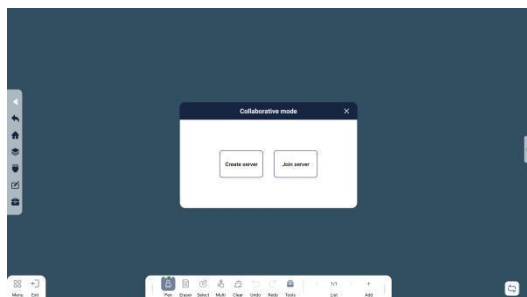 Collaborative mode
Create server
Join server
Menu
Exit
Pen
Eraser
Select
Multi
Clear
Undo
Redo
Tools
1/1
List
Add